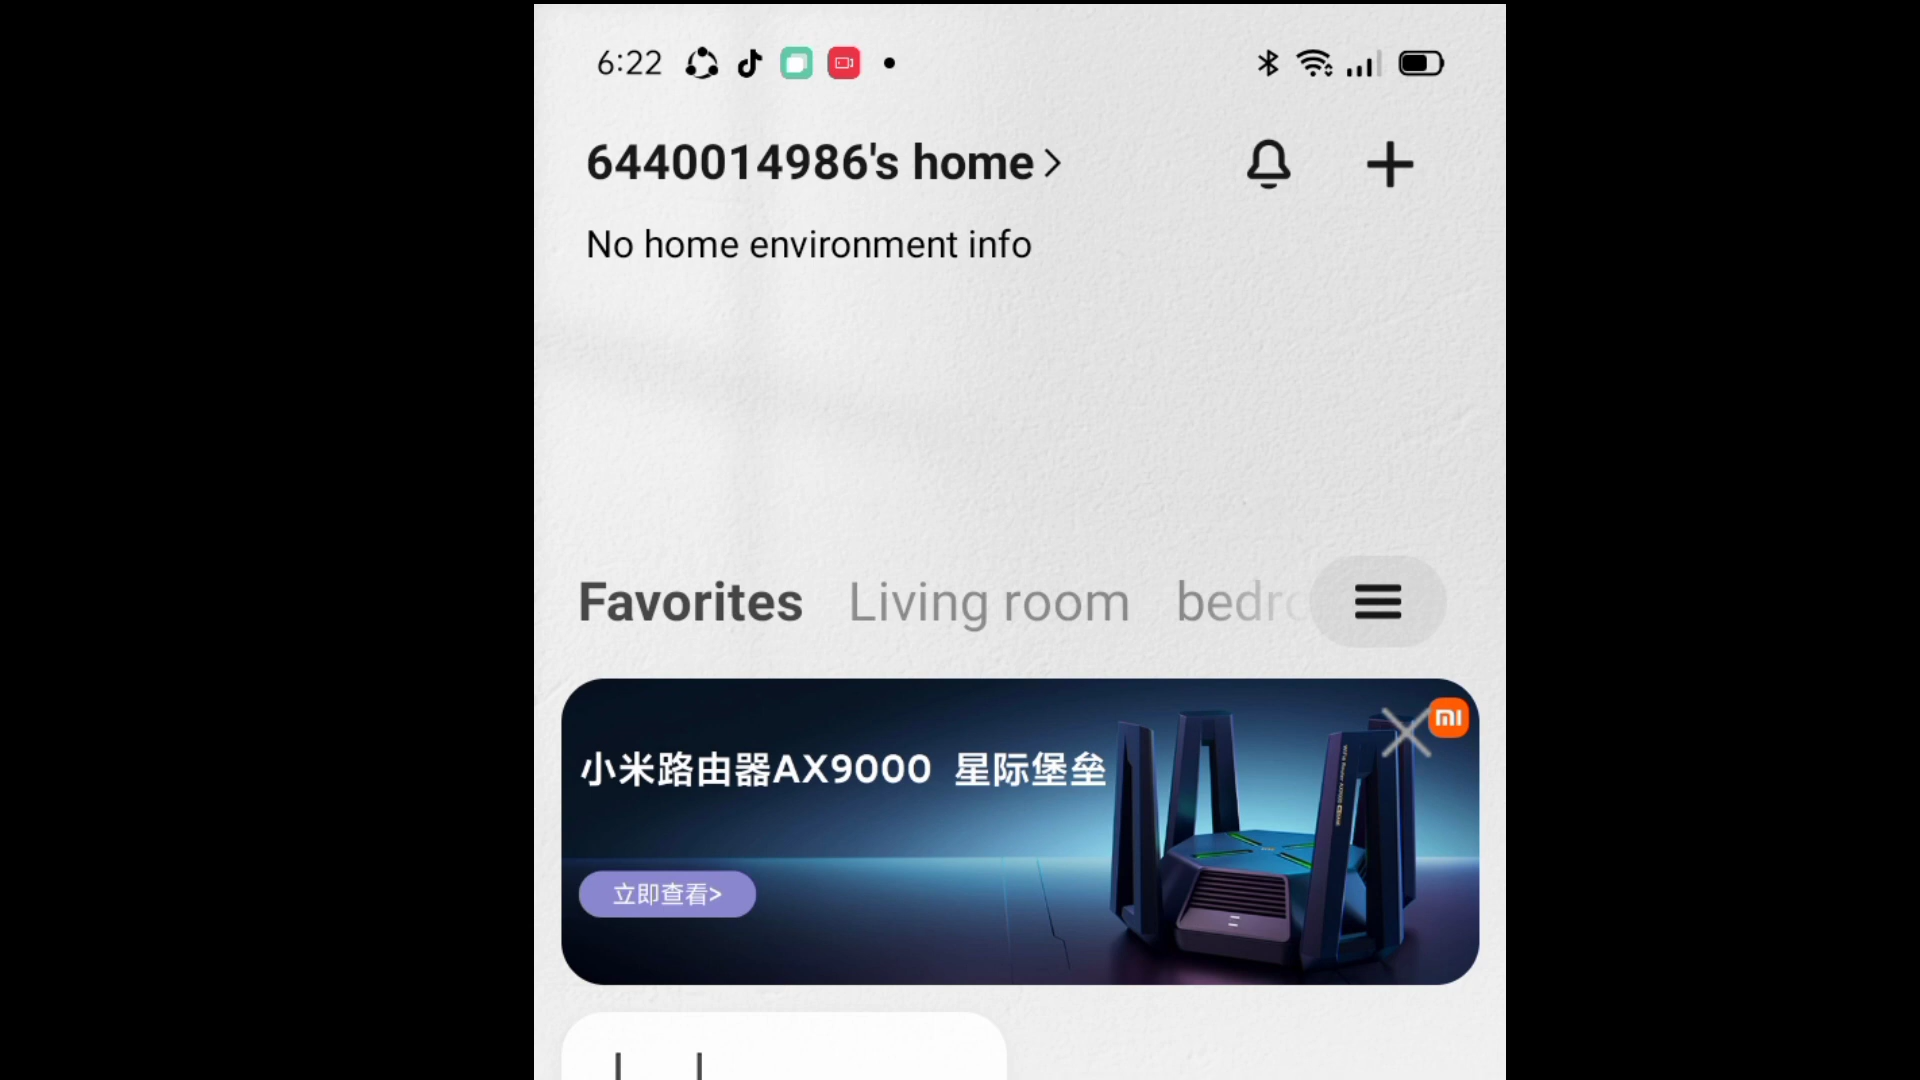 6:22
6440014986's home
No home environment info
Favorites Living room bedro
小米路由器AX9000 星际堡垒
立即查看>